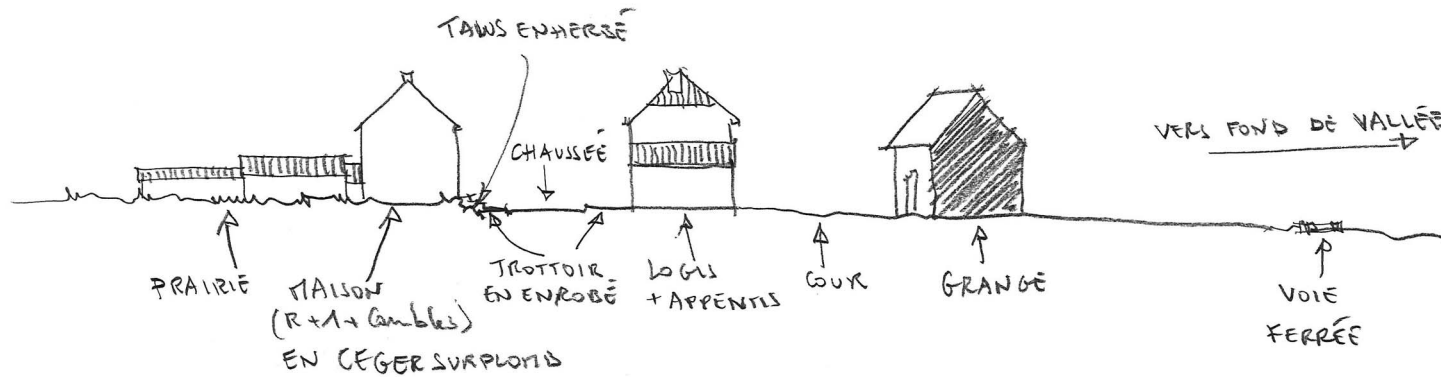 TALUS ENHERBÉ
CHAUSSÉE
VERS FOND DE VALLÉE
PRAIRIE
MAISON
(R+1+Combles)
EN LÉGER SURPLOMB
TROTTOIR
EN ENROBÉ
LOGIS
+ APPENTIS
COUR
GRANGE
VOIE
FERRÉE